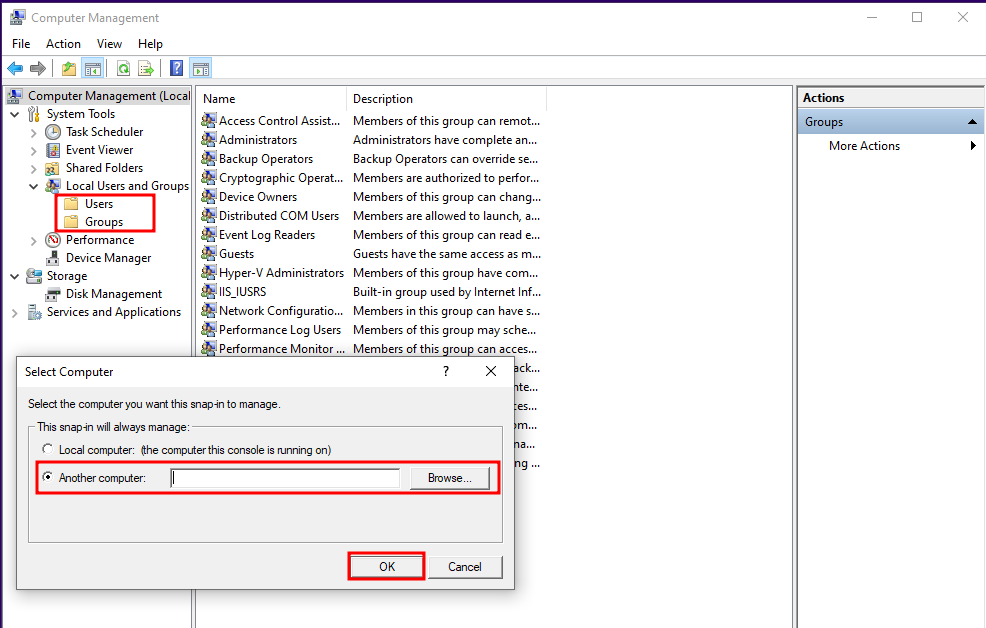 Computer Management
File Action View Help
Computer Management (Local
System Tools
Task Scheduler
Event Viewer
Shared Folders
Local Users and Groups
Users
Groups
Performance
Device Manager
Storage
Disk Management
Services and Applications
Name Description
Access Control Assist... Members of this group can remot...
Administrators Administrators have complete an...
Backup Operators Backup Operators can override se...
Cryptographic Operat... Members are authorized to perfor...
Device Owners Members of this group can chang...
Distributed COM Users Members are allowed to launch, a...
Event Log Readers Members of this group can read e...
Guests Guests have the same access as m...
Hyper-V Administrators Members of this group have com...
IIS_IUSRS Built-in group used by Internet Inf...
Network Configuratio... Members in this group can have s...
Performance Log Users Members of this group may sche...
Performance Monitor ... Members of this group can acces...
ack...
nte...
ces...
om...
na...
ng ...
Actions
Groups
More Actions
Select Computer
?
Select the computer you want this snap-in to manage.
This snap-in will always manage:
Local computer: (the computer this console is running on)
Another computer: Browse...
OK Cancel